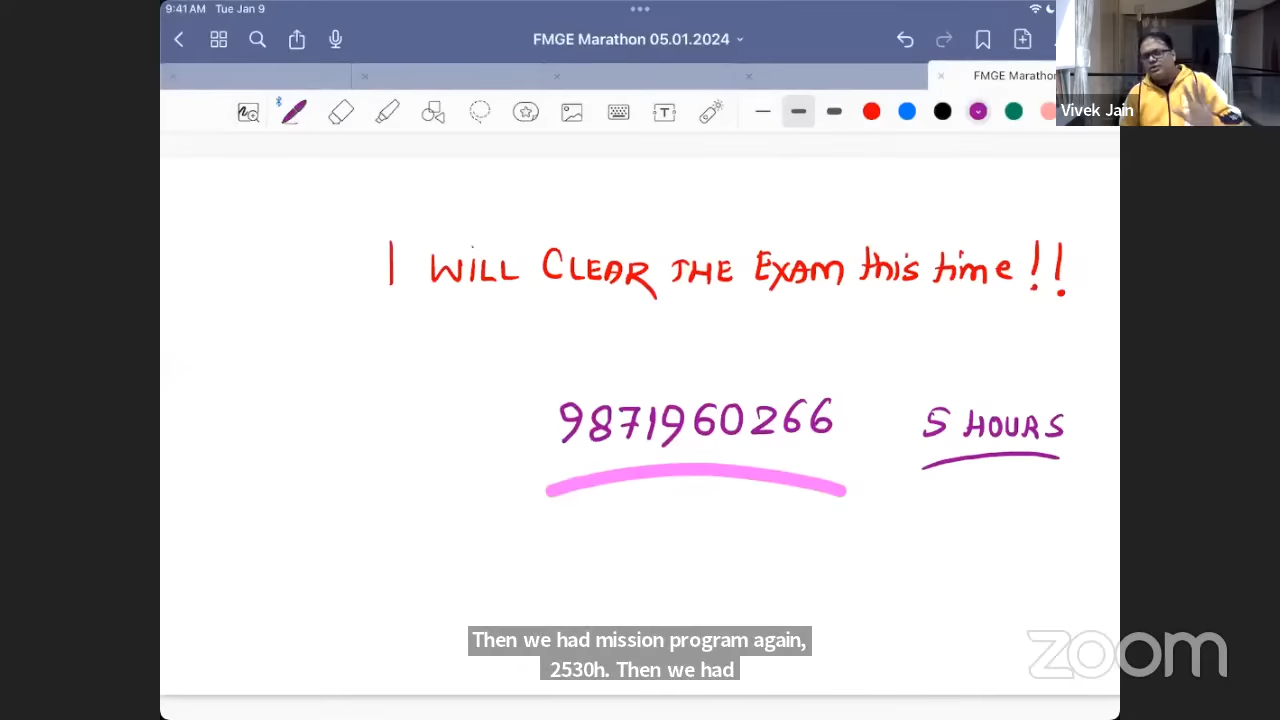 9:41 AM Tue Jan 9
FMGE Marathon 05.01.2024
FMGE Marathon
T
Vivek Jain
I WILL CLEAR THE EXAM this time !!
9871960266 5 HOURS
Then we had mission program again,
2530h. Then we had
zoom